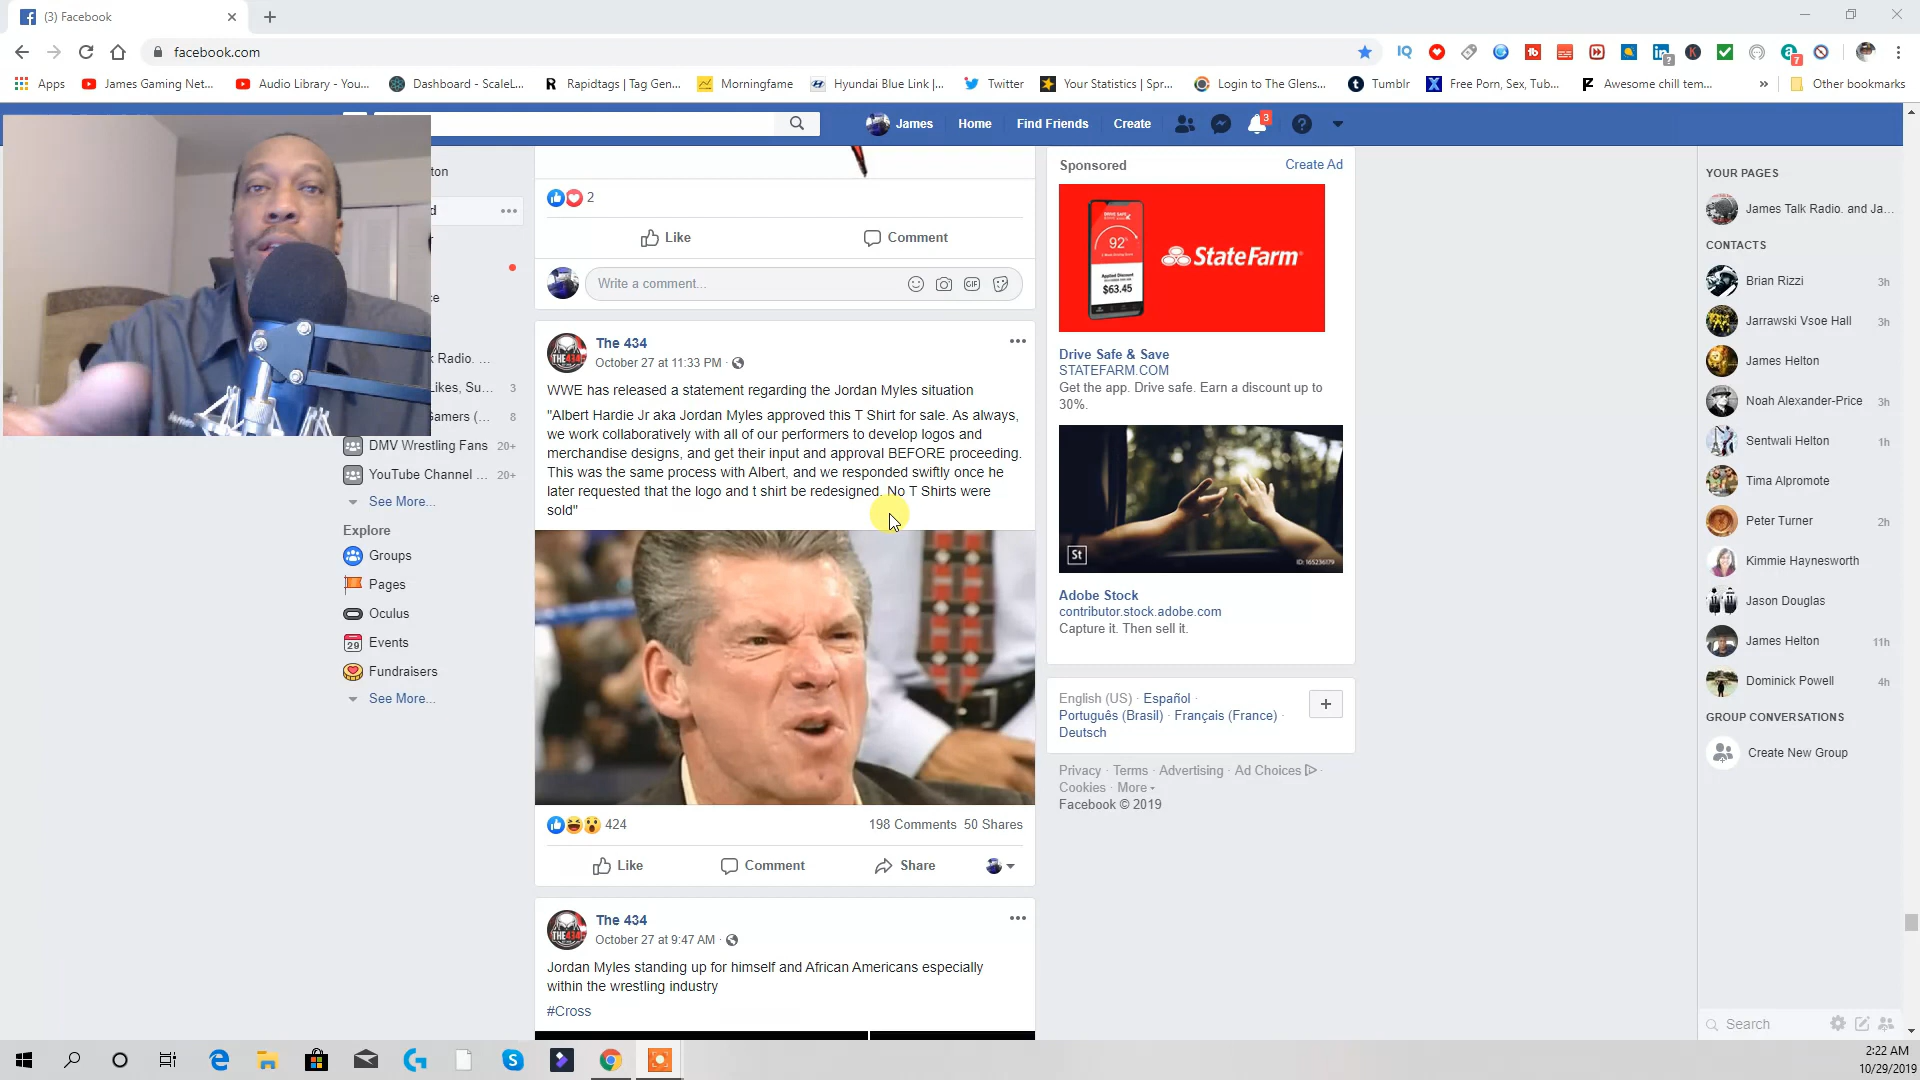 (3) Facebook
facebook.com
Apps
James Gaming Net...
Audio Library - You...
Dashboard - ScaleL...
Rapidtags | Tag Gen...
Morningfame
Hyundai Blue Link |...
Twitter
Your Statistics | Spr...
Login to The Glens...
Tumblr
Free Porn, Sex, Tub...
Awesome chill tem...
»
Other bookmarks
James
Home
Find Friends
Create
3
ton
d
ce
k Radio. ...
Likes, Su... 3
Gamers (... 8
DMV Wrestling Fans 20+
YouTube Channel ... 20+
See More...
Explore
Groups
Pages
Oculus
Events
Fundraisers
See More...
2
Like
Comment
Write a comment...
The 434
October 27 at 11:33 PM ·
WWE has released a statement regarding the Jordan Myles situation
"Albert Hardie Jr aka Jordan Myles approved this T Shirt for sale. As always,
we work collaboratively with all of our performers to develop logos and
merchandise designs, and get their input and approval BEFORE proceeding.
This was the same process with Albert, and we responded swiftly once he
later requested that the logo and t shirt be redesigned. No T Shirts were
sold"
424
198 Comments 50 Shares
Like
Comment
Share
The 434
October 27 at 9:47 AM ·
Jordan Myles standing up for himself and African Americans especially
within the wrestling industry
#Cross
Sponsored
Create Ad
92
$63.45
StateFarm
Drive Safe & Save
STATEFARM.COM
Get the app. Drive safe. Earn a discount up to
30%.
St
ID: 165236179
Adobe Stock
contributor.stock.adobe.com
Capture it. Then sell it.
English (US) · Español ·
Português (Brasil) · Français (France) ·
Deutsch
Privacy · Terms · Advertising · Ad Choices ·
Cookies · More
Facebook © 2019
YOUR PAGES
James Talk Radio. and Ja...
CONTACTS
Brian Rizzi 3h
Jarrawski Vsoe Hall 3h
James Helton
Noah Alexander-Price 3h
Sentwali Helton 1h
Tima Alpromote
Peter Turner 2h
Kimmie Haynesworth
Jason Douglas
James Helton 11h
Dominick Powell 4h
GROUP CONVERSATIONS
Create New Group
Search
2:22 AM
10/29/2019